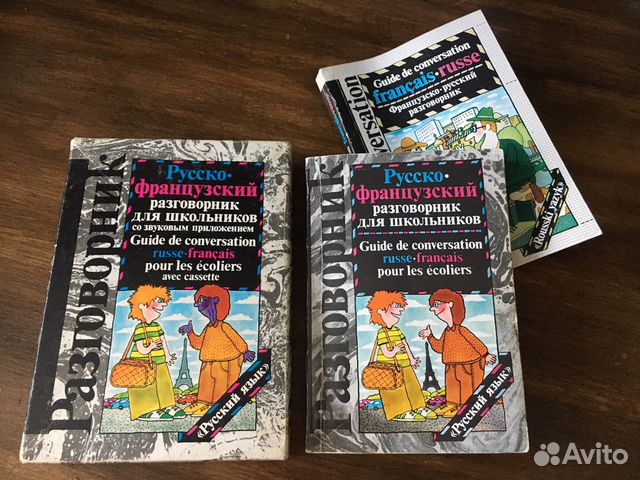 Разговорник
Русско-
французский
разговорник
для школьников
со звуковым приложением
Guide de conversation
russe-français
pour les écoliers
avec cassette
«Русский язык»
Разговорник
Русско-
французский
разговорник
для школьников
Guide de conversation
russe-français
pour les écoliers
«Русский язык»
Guide de conversation
français-russe
Французско-русский
разговорник
«Rousski yazyk»
Avito